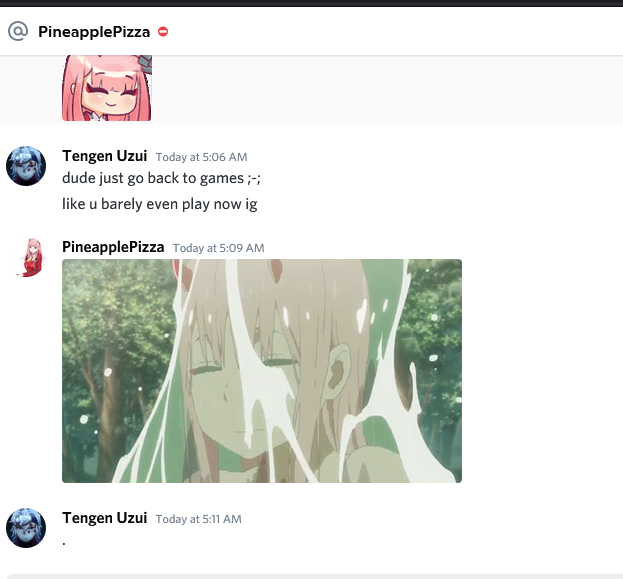 PineapplePizza
Tengen Uzui Today at 5:06 AM
dude just go back to games ;-;
like u barely even play now ig
PineapplePizza Today at 5:09 AM
Tengen Uzui Today at 5:11 AM
.